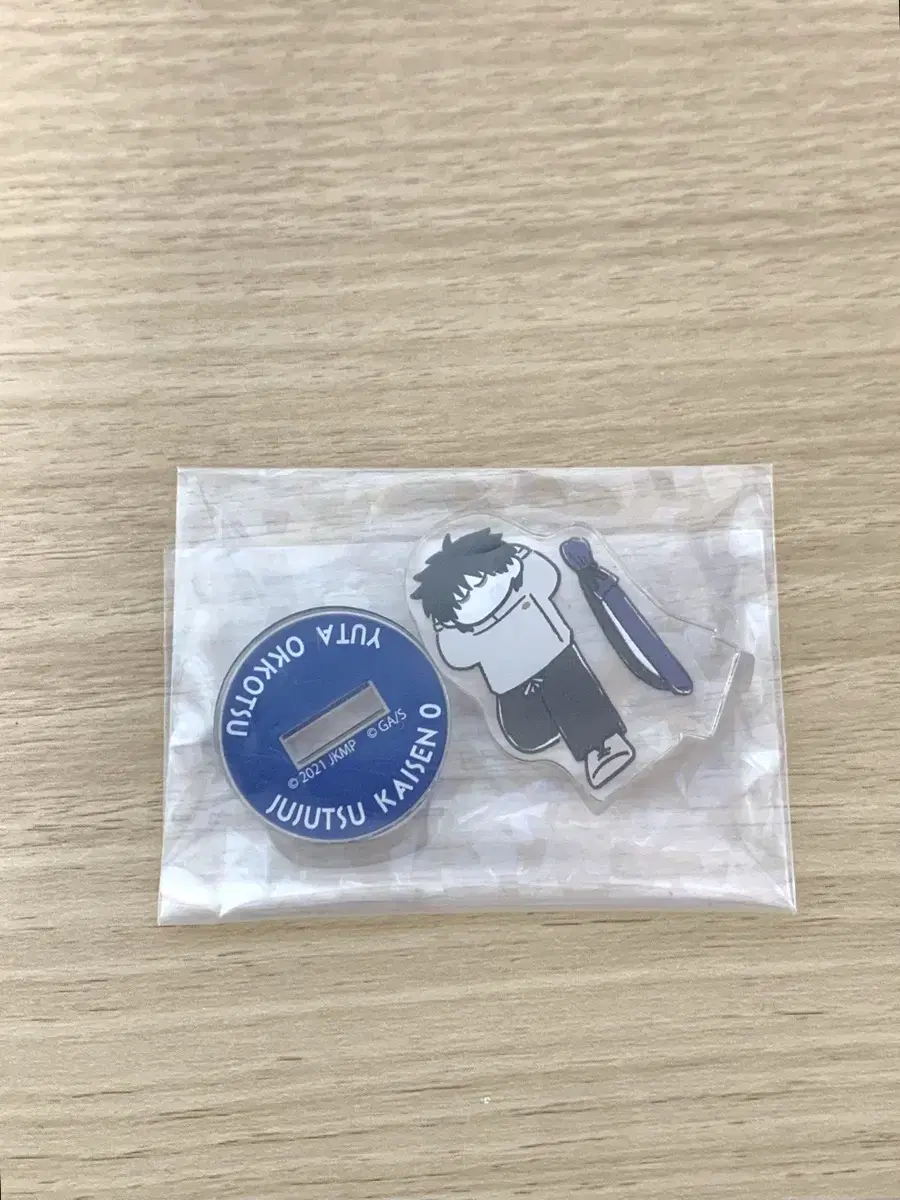 YUTA OKKOTSU
© 2021 JKMP © GA/S
JUJUTSU KAISEN 0